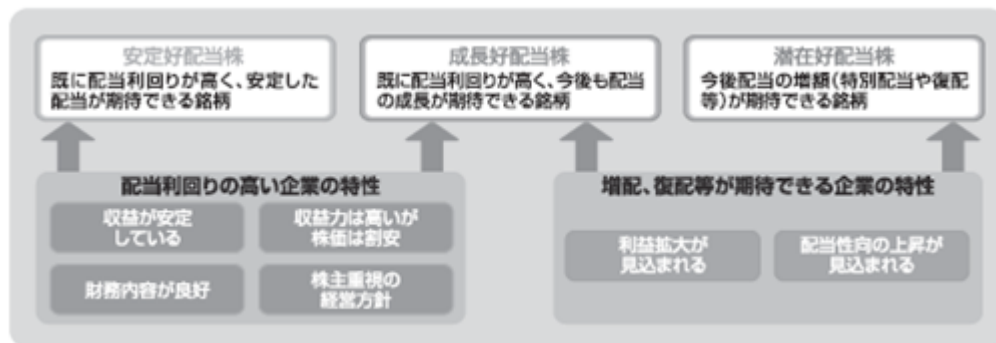 安定好配当株
既に配当利回りが高く、安定した
配当が期待できる銘柄
成長好配当株
既に配当利回りが高く、今後も配当
の成長が期待できる銘柄
潜在好配当株
今後配当の増額(特別配当や復配
等)が期待できる銘柄
配当利回りの高い企業の特性
収益が安定
している
収益力は高いが
株価は割安
財務内容が良好
株主重視の
経営方針
増配、復配等が期待できる企業の特性
利益拡大が
見込まれる
配当性向の上昇が
見込まれる